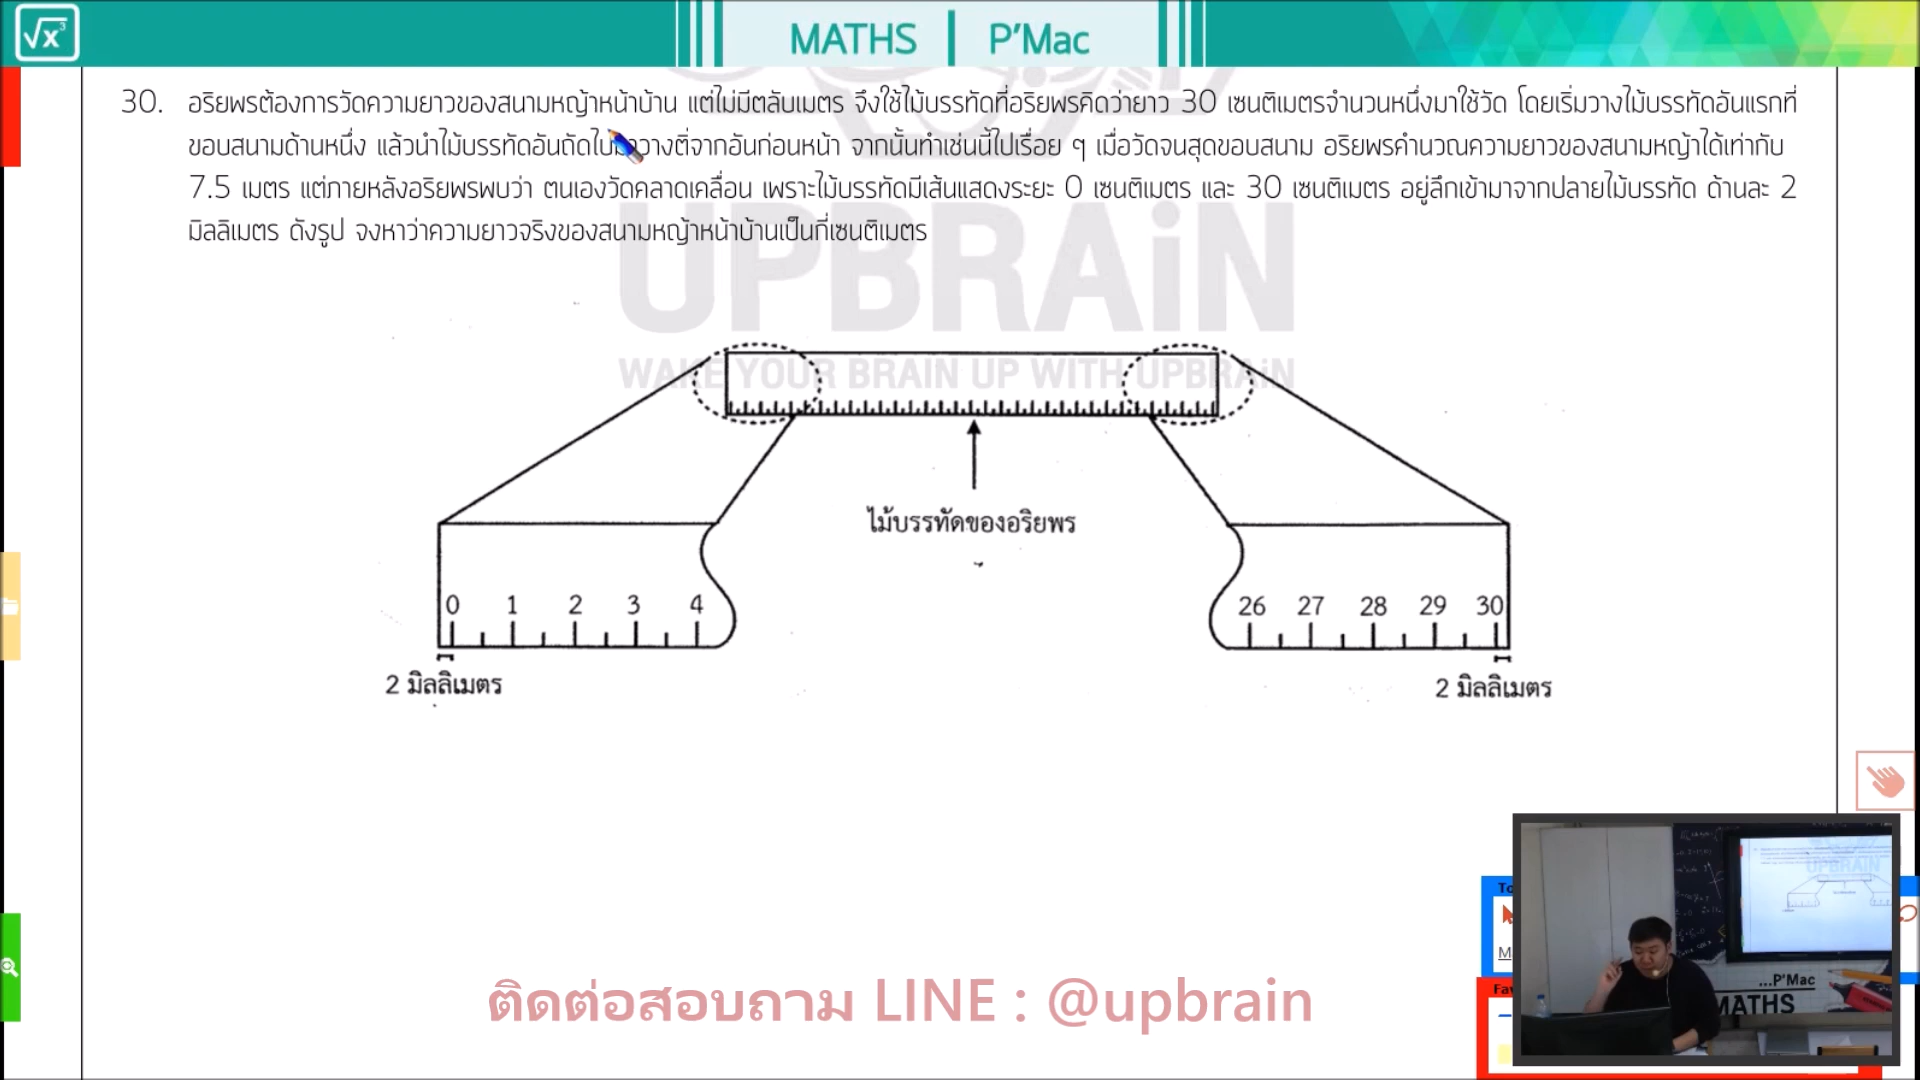 √x³
MATHS | P'Mac
30. อริยพรต้องการวัดความยาวของสนามหญ้าหน้าบ้าน แต่ไม่มีตลับเมตร จึงใช้ไม้บรรทัดที่อริยพรคิดว่ายาว 30 เซนติเมตรจำนวนหนึ่งมาใช้วัด โดยเริ่มวางไม้บรรทัดอันแรกที่
ขอบสนามด้านหนึ่ง แล้วนำไม้บรรทัดอันถัดไปมาวางติ่จากอันก่อนหน้า จากนั้นทำเช่นนี้ไปเรื่อย ๆ เมื่อวัดจนสุดขอบสนาม อริยพรคำนวณความยาวของสนามหญ้าได้เท่ากับ
7.5 เมตร แต่ภายหลังอริยพรพบว่า ตนเองวัดคลาดเคลื่อน เพราะไม้บรรทัดมีเส้นแสดงระยะ 0 เซนติเมตร และ 30 เซนติเมตร อยู่ลึกเข้ามาจากปลายไม้บรรทัด ด้านละ 2
มิลลิเมตร ดังรูป จงหาว่าความยาวจริงของสนามหญ้าหน้าบ้านเป็นกี่เซนติเมตร
UPBRAiN
WAKE YOUR BRAIN UP WITH UPBRAiN
ไม้บรรทัดของอริยพร
0 1 2 3 4
26 27 28 29 30
2 มิลลิเมตร
2 มิลลิเมตร
ติดต่อสอบถาม LINE : @upbrain
To
M
Fav
...P'Mac
MATHS